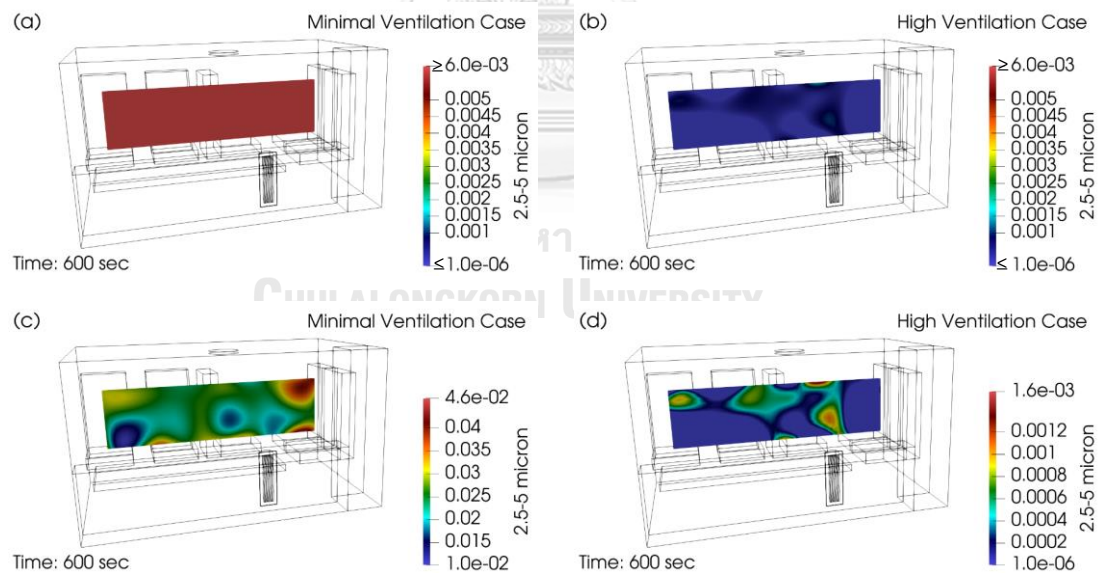 (a) Minimal Ventilation Case
≥6.0e-03
0.005
0.0045
0.004
0.0035
0.003
0.0025
0.002
0.0015
0.001
≤1.0e-06
2.5-5 micron
Time: 600 sec
(b) High Ventilation Case
≥6.0e-03
0.005
0.0045
0.004
0.0035
0.003
0.0025
0.002
0.0015
0.001
≤1.0e-06
2.5-5 micron
Time: 600 sec
CHULALONGKORN UNIVERSITY
(c) Minimal Ventilation Case
4.6e-02
0.04
0.035
0.03
0.025
0.02
0.015
1.0e-02
2.5-5 micron
Time: 600 sec
(d) High Ventilation Case
1.6e-03
0.0012
0.001
0.0008
0.0006
0.0004
0.0002
1.0e-06
2.5-5 micron
Time: 600 sec